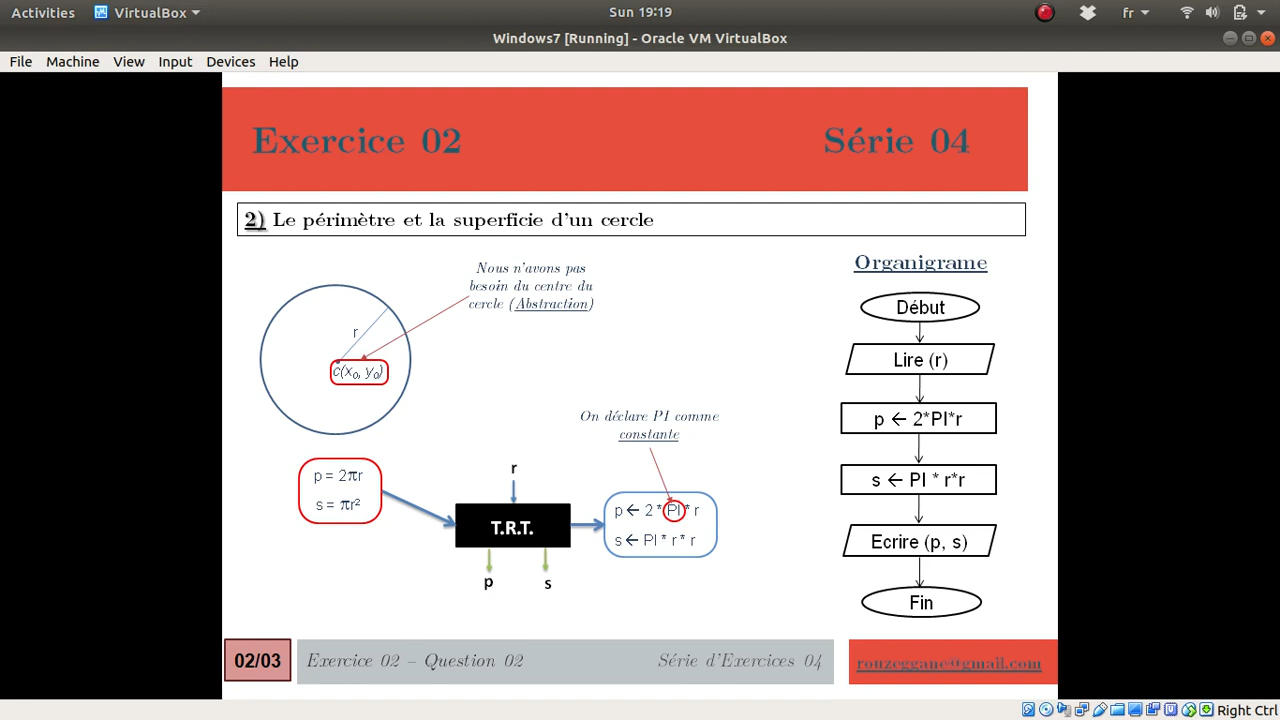 Activities VirtualBox Sun 19:19 fr
Windows7 [Running] - Oracle VM VirtualBox
File Machine View Input Devices Help
Exercice 02 Série 04
2) Le périmètre et la superficie d'un cercle
Nous n'avons pas
besoin du centre du
cercle (Abstraction)
r
c(x₀, y₀)
On déclare PI comme
constante
p = 2πr
s = πr²
r
T.R.T.
p s
p ← 2 * PI * r
s ← PI * r * r
Organigrame
Début
Lire (r)
p ← 2*PI*r
s ← PI * r*r
Ecrire (p, s)
Fin
02/03 Exercice 02 – Question 02 Série d'Exercices 04 rouzeggane@gmail.com
Right Ctrl